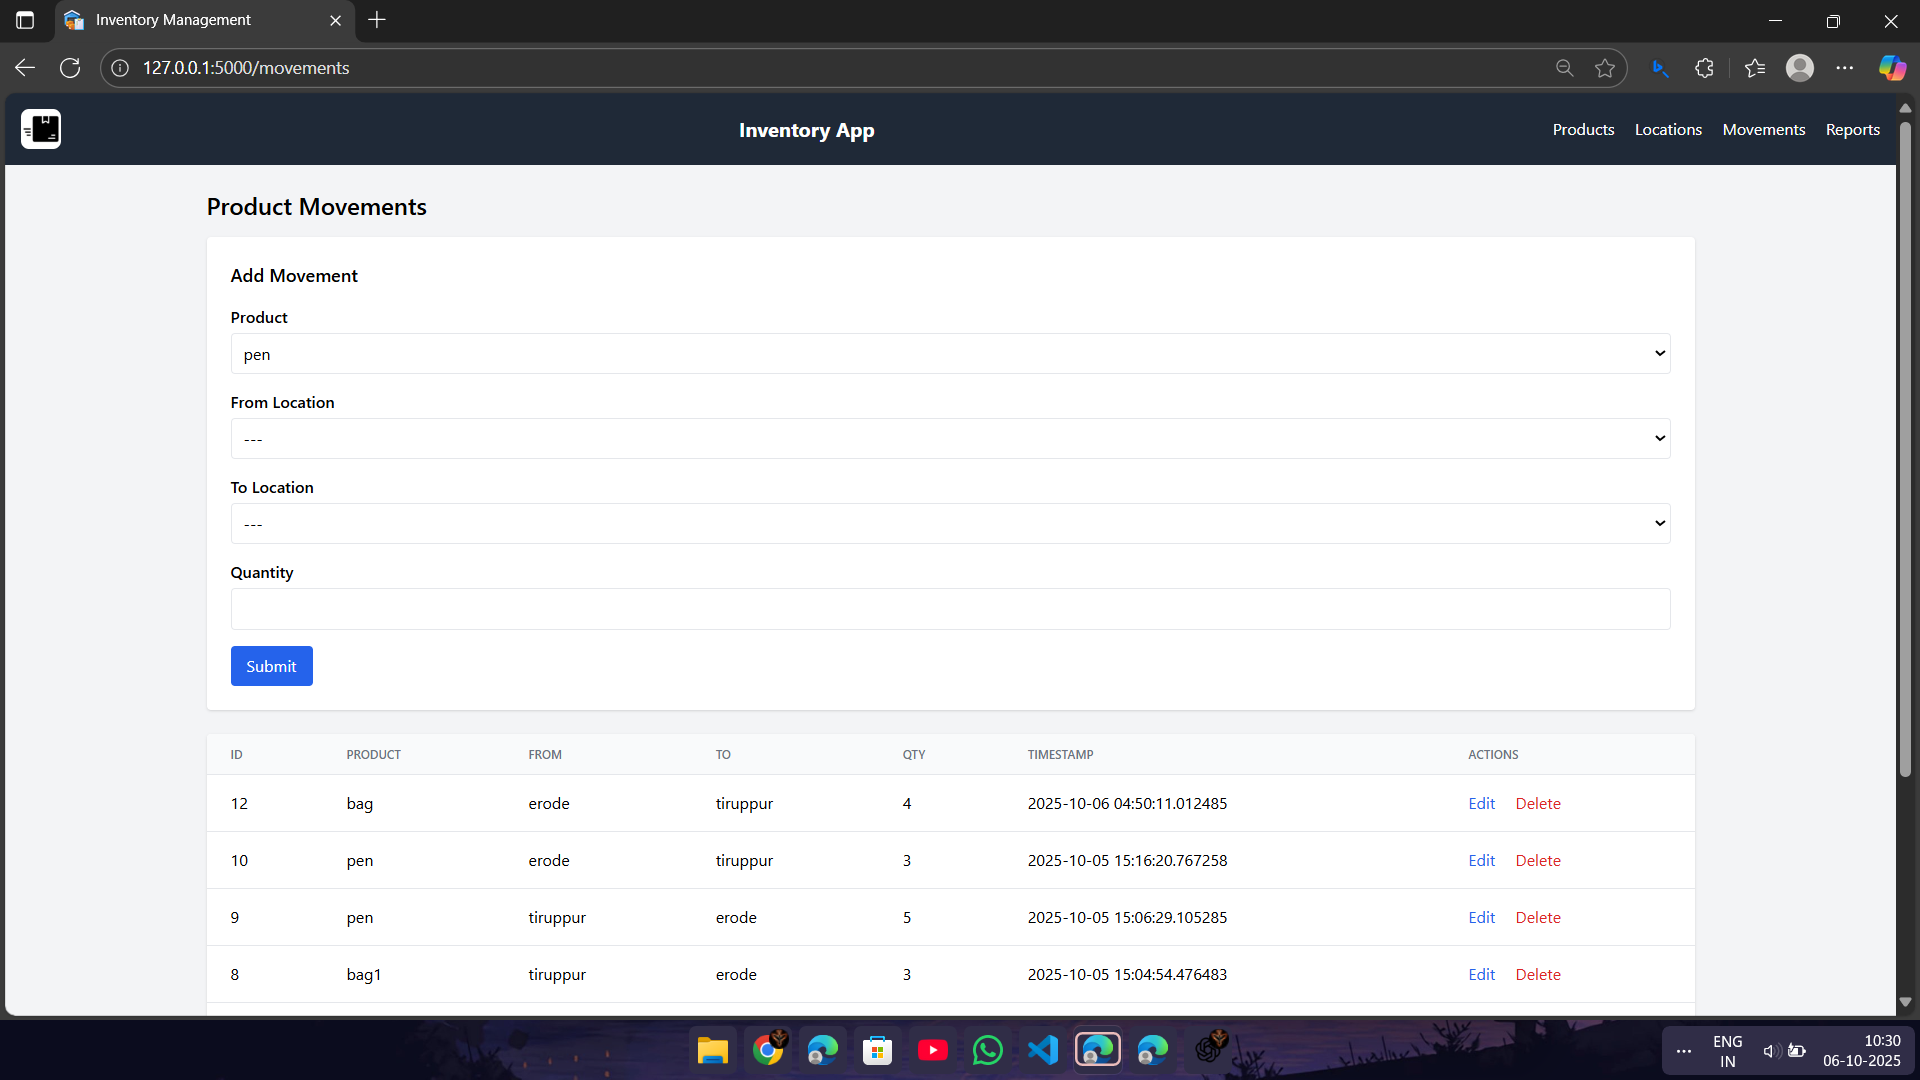 Inventory Management
127.0.0.1:5000/movements
Inventory App
Products Locations Movements Reports
Product Movements
Add Movement
Product
pen
From Location
---
To Location
---
Quantity
Submit
ID PRODUCT FROM TO QTY TIMESTAMP ACTIONS
12 bag erode tiruppur 4 2025-10-06 04:50:11.012485 Edit Delete
10 pen erode tiruppur 3 2025-10-05 15:16:20.767258 Edit Delete
9 pen tiruppur erode 5 2025-10-05 15:06:29.105285 Edit Delete
8 bag1 tiruppur erode 3 2025-10-05 15:04:54.476483 Edit Delete
ENG
IN
10:30
06-10-2025